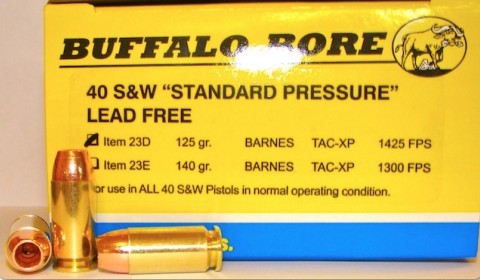 BUFFALO BORE
40 S&W “STANDARD PRESSURE”
LEAD FREE
Item 23D 125 gr. BARNES TAC-XP 1425 FPS
Item 23E 140 gr. BARNES TAC-XP 1300 FPS
or use in ALL 40 S&W Pistols in normal operating condition.